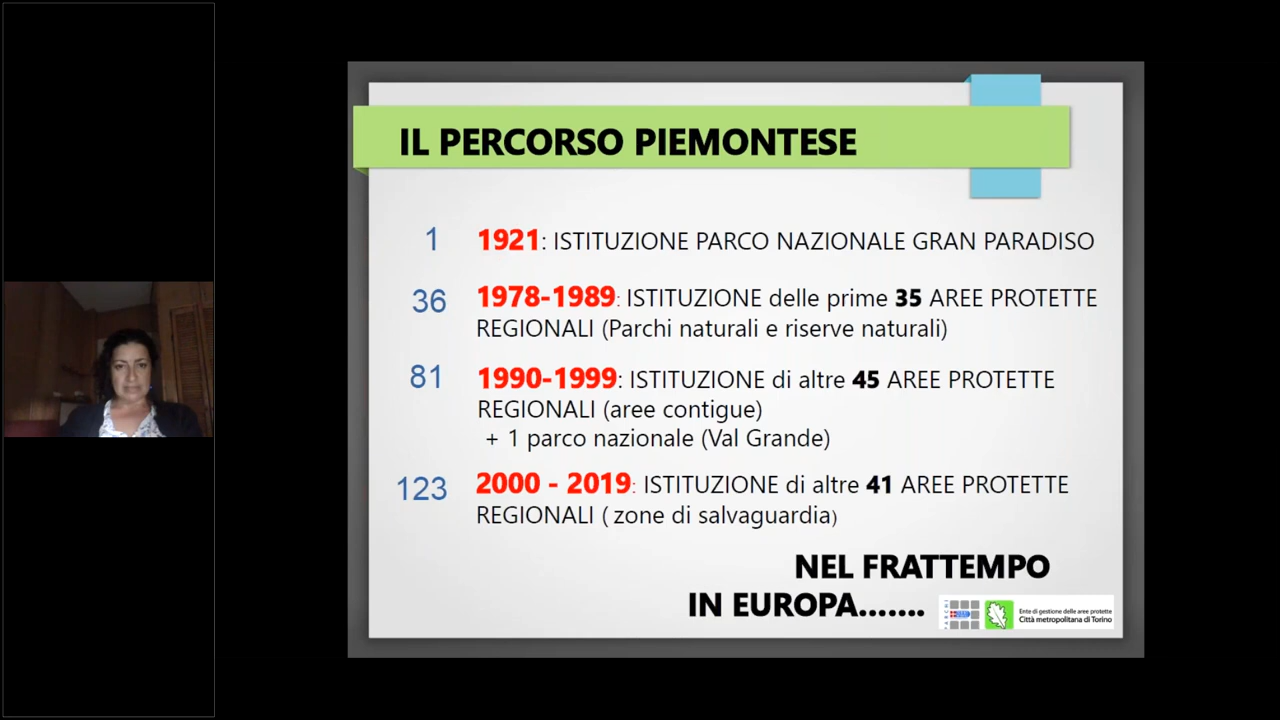 IL PERCORSO PIEMONTESE
1 1921: ISTITUZIONE PARCO NAZIONALE GRAN PARADISO
36 1978-1989: ISTITUZIONE delle prime 35 AREE PROTETTE
REGIONALI (Parchi naturali e riserve naturali)
81 1990-1999: ISTITUZIONE di altre 45 AREE PROTETTE
REGIONALI (aree contigue)
+ 1 parco nazionale (Val Grande)
123 2000 - 2019: ISTITUZIONE di altre 41 AREE PROTETTE
REGIONALI ( zone di salvaguardia)
NEL FRATTEMPO
IN EUROPA.......
Ente di gestione delle aree protette
Città metropolitana di Torino